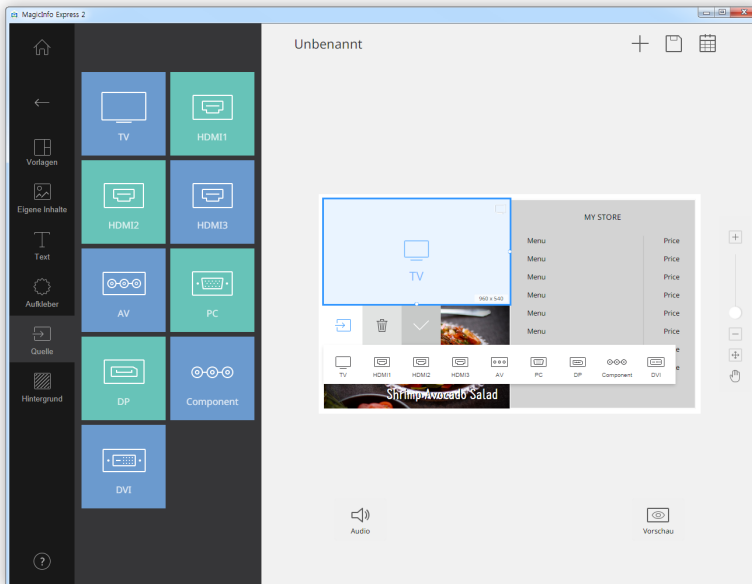 MagicInfo Express 2
Vorlagen
Eigene Inhalte
Text
Aufkleber
Quelle
Hintergrund
?
TV
HDMI1
HDMI2
HDMI3
AV
PC
DP
Component
DVI
Unbenannt
TV
960 x 540
MY STORE
Menu Price
Menu Price
Menu Price
Menu Price
Menu Price
Menu Price
TV HDMI1 HDMI2 HDMI3 AV PC DP Component DVI
Shrimp Avocado Salad
Audio
Vorschau